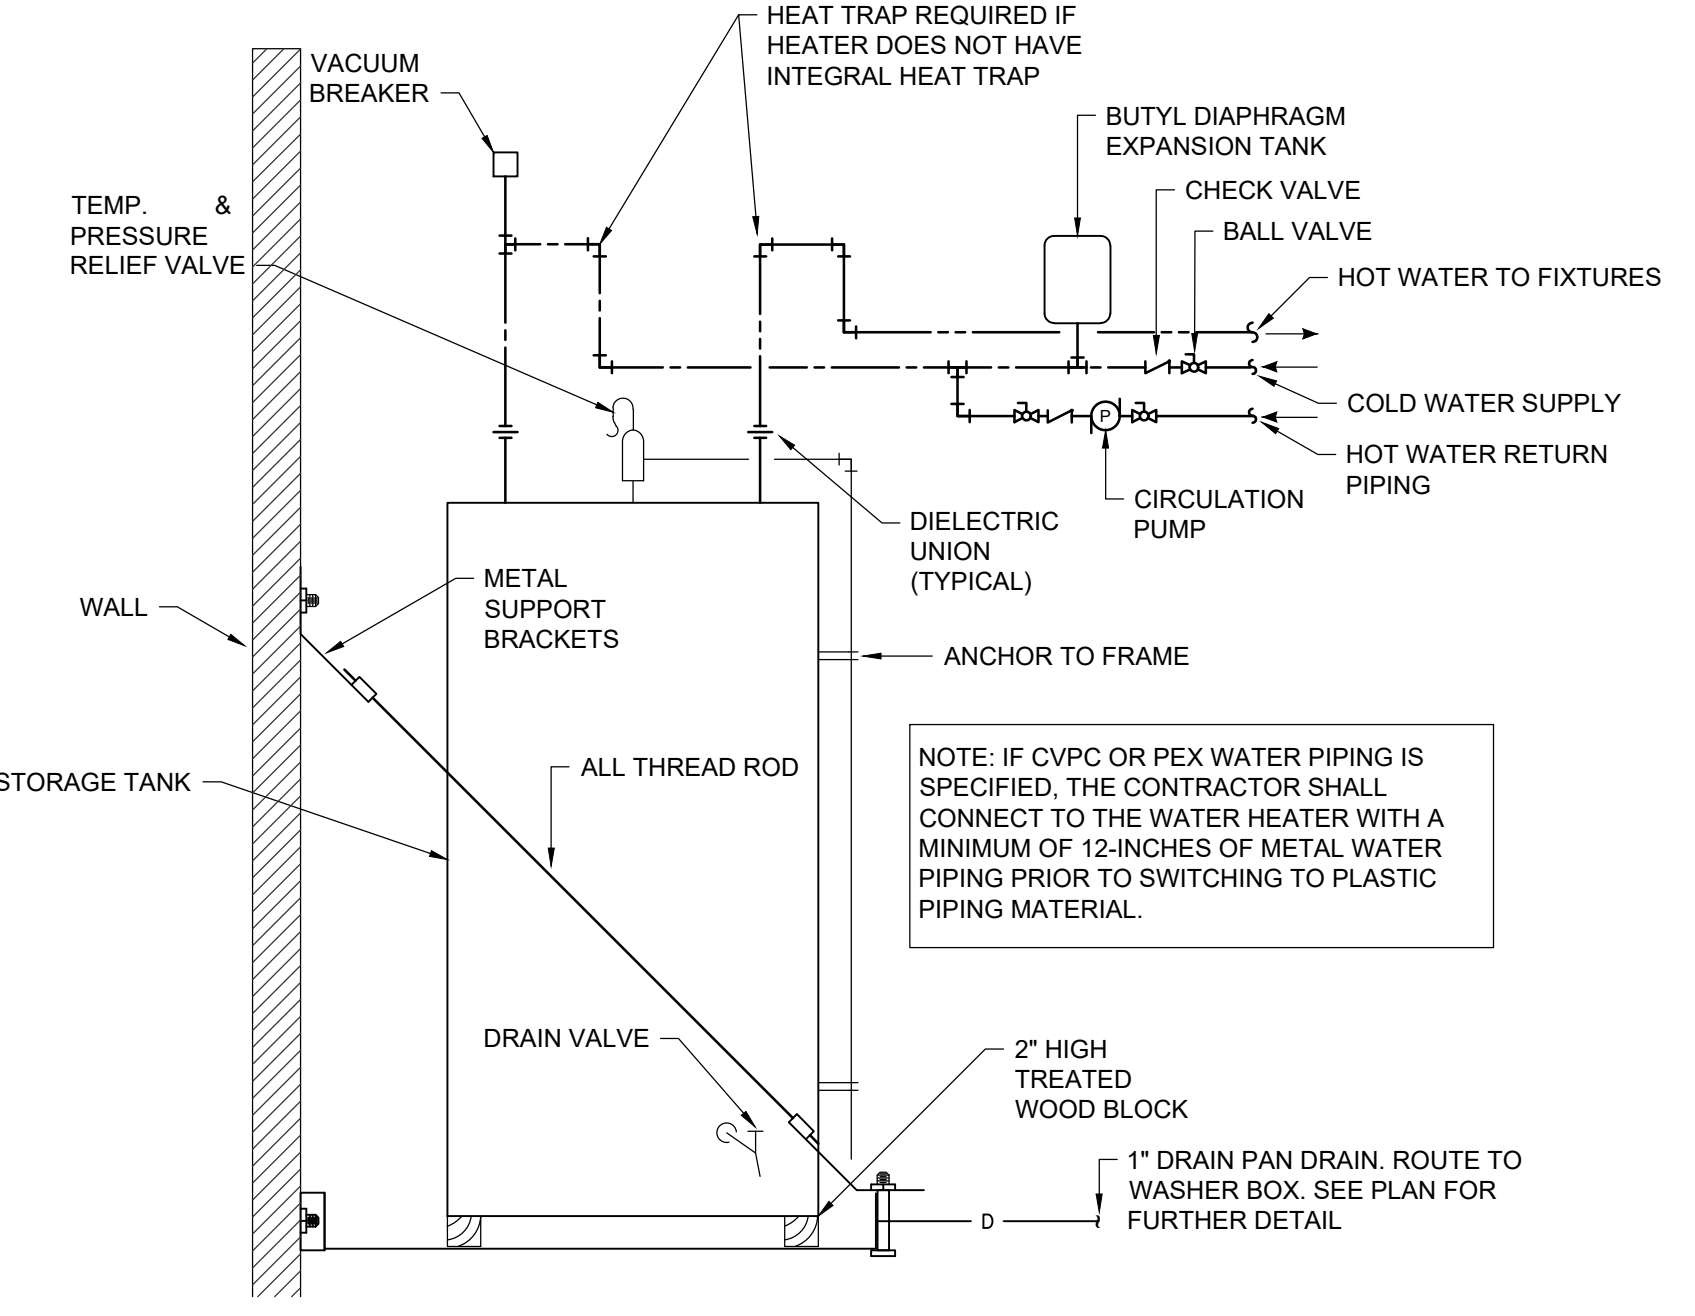 HEAT TRAP REQUIRED IF
HEATER DOES NOT HAVE
INTEGRAL HEAT TRAP
VACUUM
BREAKER
BUTYL DIAPHRAGM
EXPANSION TANK
CHECK VALVE
BALL VALVE
TEMP. &
PRESSURE
RELIEF VALVE
HOT WATER TO FIXTURES
COLD WATER SUPPLY
P
HOT WATER RETURN
PIPING
CIRCULATION
PUMP
DIELECTRIC
UNION
(TYPICAL)
METAL
SUPPORT
BRACKETS
WALL
ANCHOR TO FRAME
STORAGE TANK
ALL THREAD ROD
NOTE: IF CVPC OR PEX WATER PIPING IS
SPECIFIED, THE CONTRACTOR SHALL
CONNECT TO THE WATER HEATER WITH A
MINIMUM OF 12-INCHES OF METAL WATER
PIPING PRIOR TO SWITCHING TO PLASTIC
PIPING MATERIAL.
DRAIN VALVE
2" HIGH
TREATED
WOOD BLOCK
1" DRAIN PAN DRAIN. ROUTE TO
WASHER BOX. SEE PLAN FOR
FURTHER DETAIL
D